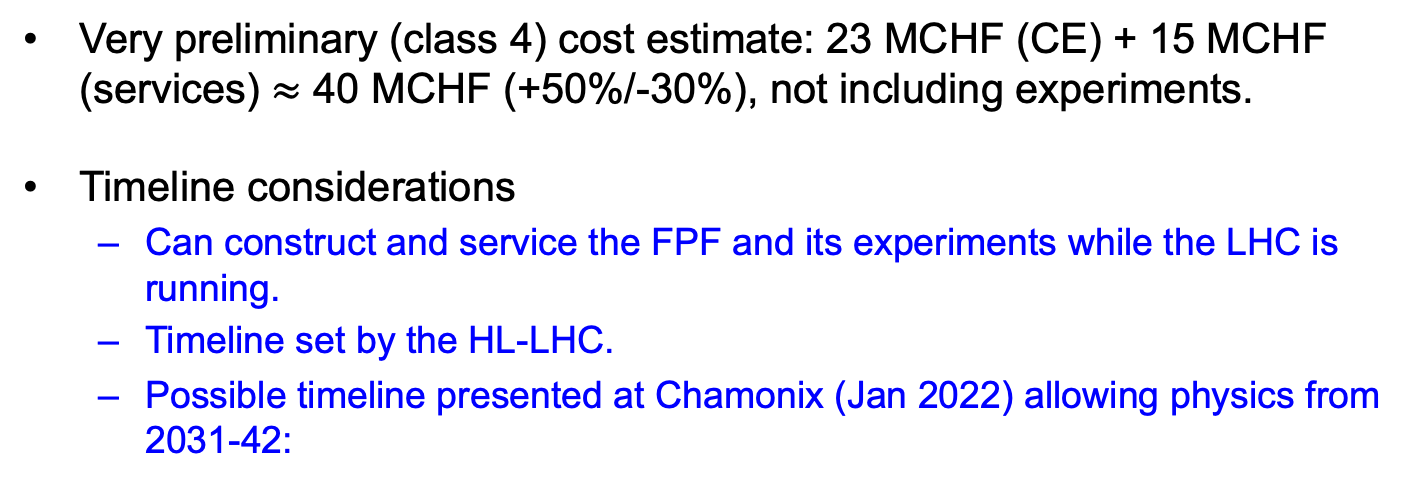 • Very preliminary (class 4) cost estimate: 23 MCHF (CE) + 15 MCHF
(services) ≈ 40 MCHF (+50%/-30%), not including experiments.
• Timeline considerations
– Can construct and service the FPF and its experiments while the LHC is
running.
– Timeline set by the HL-LHC.
– Possible timeline presented at Chamonix (Jan 2022) allowing physics from
2031-42: